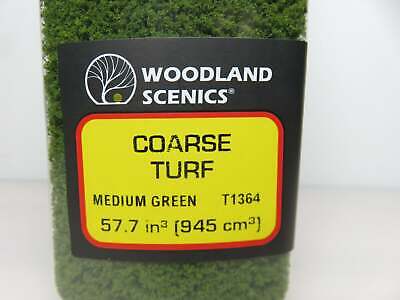 WOODLAND
SCENICS®
COARSE
TURF
MEDIUM GREEN T1364
57.7 in³ (945 cm³)